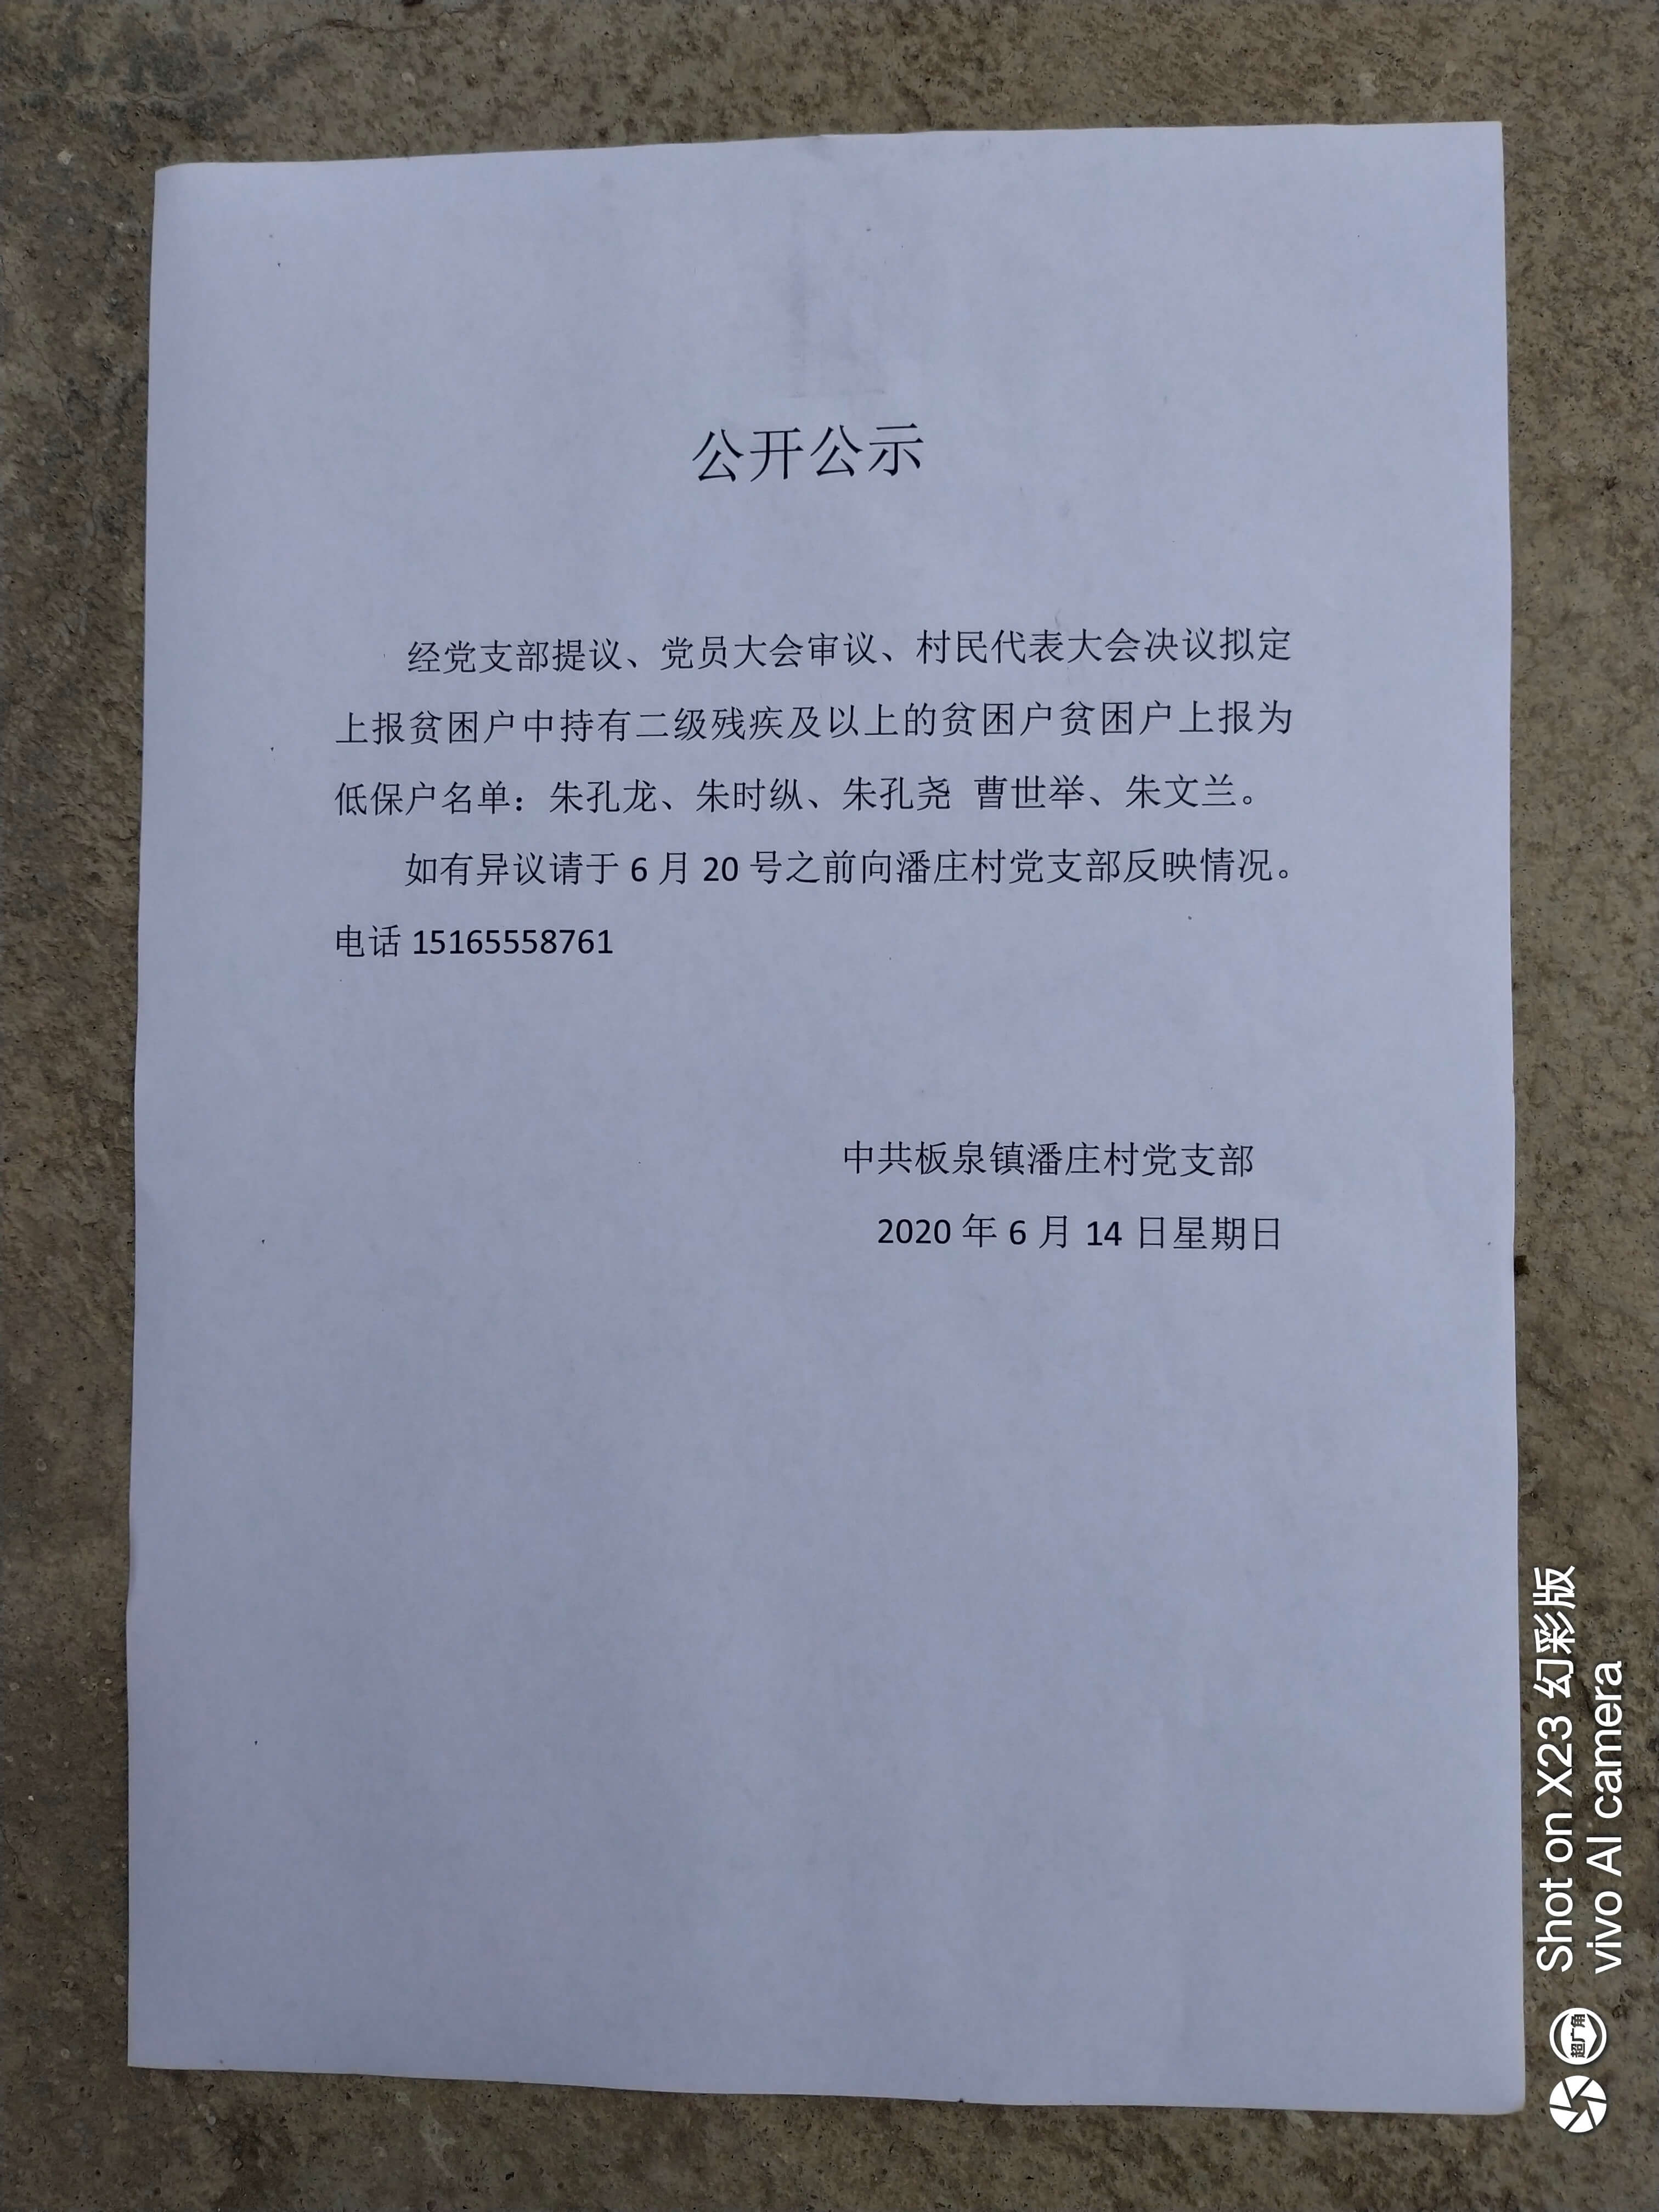 公开公示
经党支部提议、党员大会审议、村民代表大会决议拟定
上报贫困户中持有二级残疾及以上的贫困户贫困户上报为
低保户名单：朱孔龙、朱时纵、朱孔尧 曹世举、朱文兰。
如有异议请于 6 月 20 号之前向潘庄村党支部反映情况。
电话 15165558761
中共板泉镇潘庄村党支部
2020 年 6 月 14 日星期日
Shot on X23 幻彩版
vivo AI camera
超广角